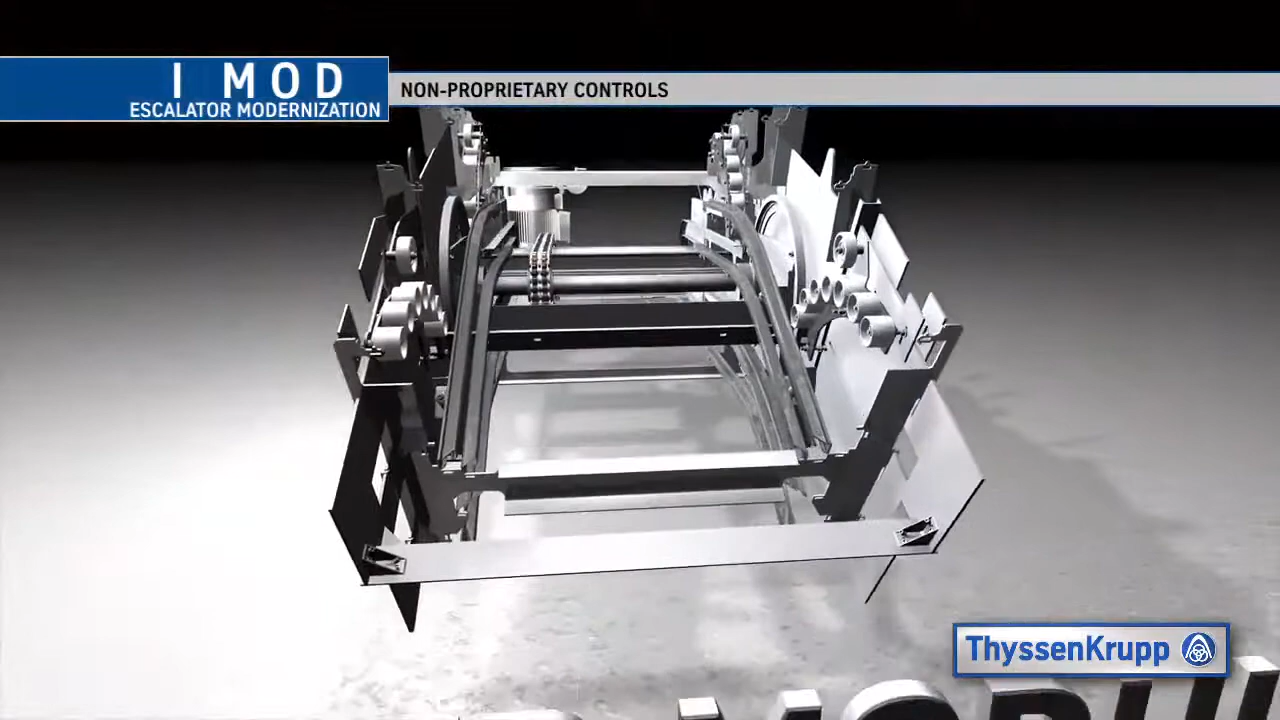 I MOD
ESCALATOR MODERNIZATION
NON-PROPRIETARY CONTROLS
ThyssenKrupp